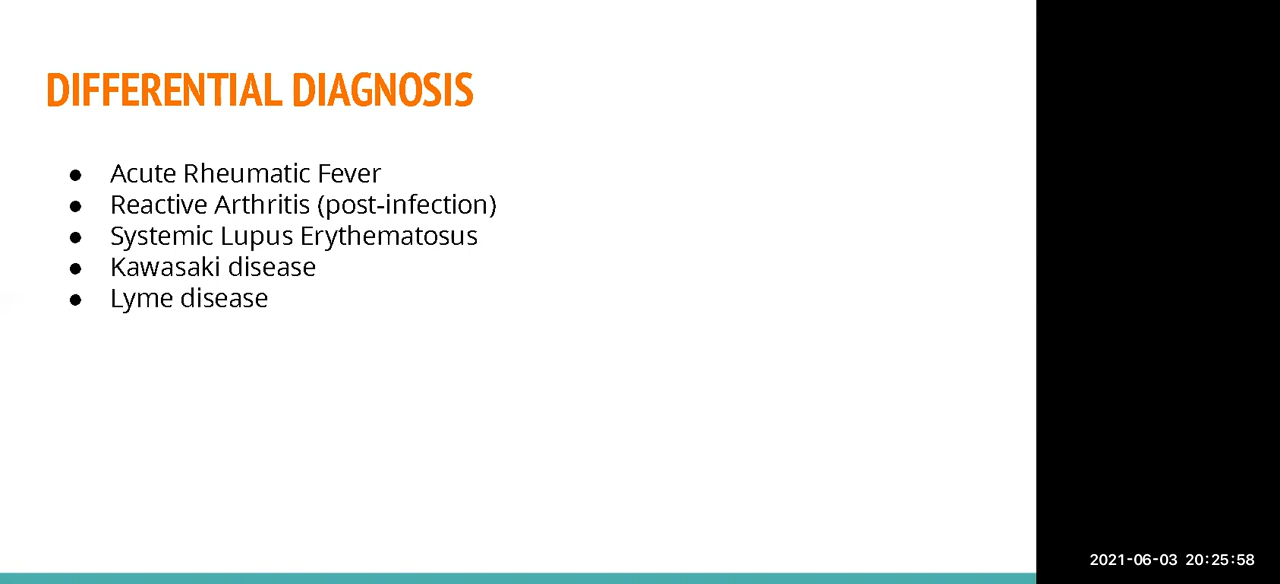 DIFFERENTIAL DIAGNOSIS
● Acute Rheumatic Fever
● Reactive Arthritis (post-infection)
● Systemic Lupus Erythematosus
● Kawasaki disease
● Lyme disease
2021-06-03 20:25:58